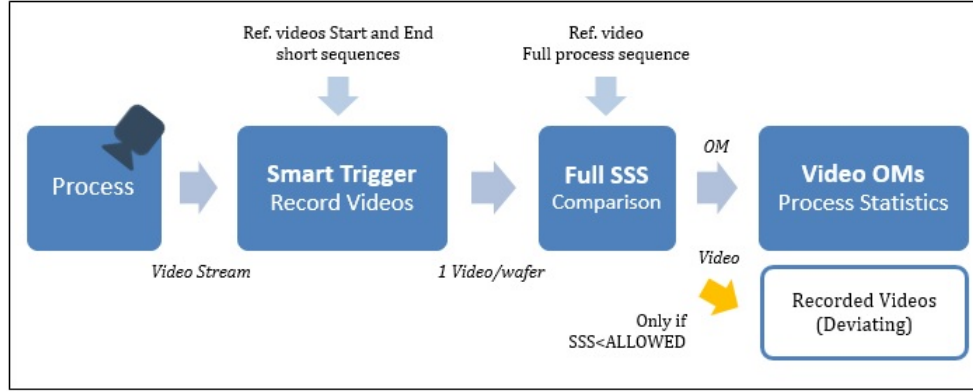 Ref. videos Start and End
short sequences
Ref. video
Full process sequence
Process
Smart Trigger
Record Videos
Full SSS
Comparison
OM
Video OMs
Process Statistics
Video Stream
1 Video/wafer
Video
Only if
SSS<ALLOWED
Recorded Videos
(Deviating)